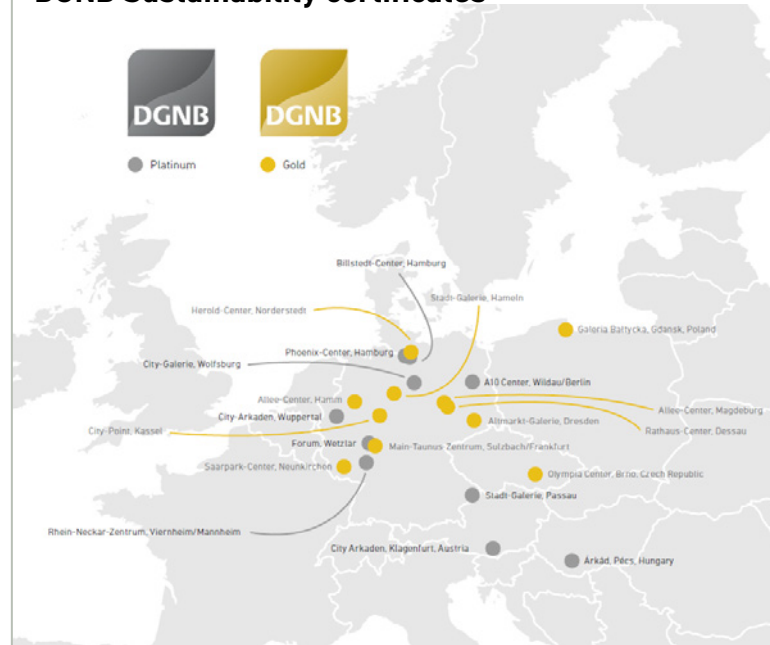 DGNB Sustainability certificates
DGNB
DGNB
Platinum
Gold
Billstedt-Center, Hamburg
Stadt-Galerie, Hameln
Herold-Center, Norderstedt
Galeria Bałtycka, Gdansk, Poland
Phoenix-Center, Hamburg
City-Galerie, Wolfsburg
A10 Center, Wildau/Berlin
Allee-Center, Hamm
Allee-Center, Magdeburg
City-Arkaden, Wuppertal
Altmarkt-Galerie, Dresden
City-Point, Kassel
Rathaus-Center, Dessau
Forum, Wetzlar
Main-Taunus-Zentrum, Sulzbach/Frankfurt
Saarpark-Center, Neunkirchen
Olympia Center, Brno, Czech Republic
Stadt-Galerie, Passau
Rhein-Neckar-Zentrum, Viernheim/Mannheim
City Arkaden, Klagenfurt, Austria
Árkád, Pécs, Hungary